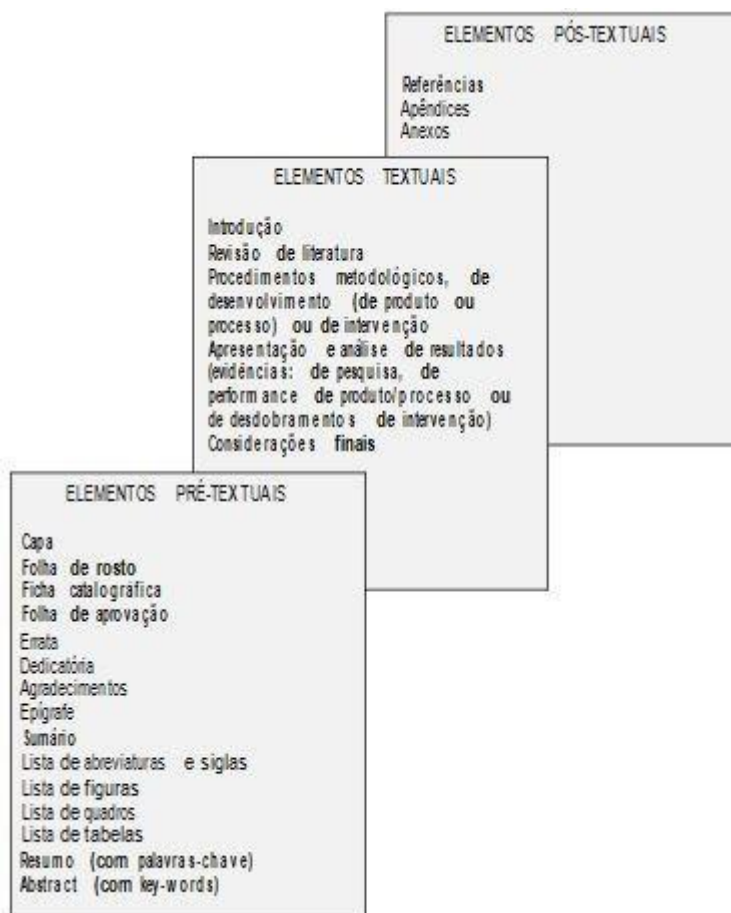 ELEMENTOS PÓS-TEXTUAIS
Referências
Apêndices
Anexos
ELEMENTOS TEXTUAIS
Introdução
Revisão de literatura
Procedimentos metodológicos, de
desenvolvimento (de produto ou
processo) ou de intervenção
Apresentação e análise de resultados
(evidências: de pesquisa, de
performance de produto/processo ou
de desdobramentos de intervenção)
Considerações finais
ELEMENTOS PRÉ-TEXTUAIS
Capa
Folha de rosto
Ficha catalográfica
Folha de aprovação
Errata
Dedicatória
Agradecimentos
Epígrafe
Sumário
Lista de abreviaturas e siglas
Lista de figuras
Lista de quadros
Lista de tabelas
Resumo (com palavras-chave)
Abstract (com key-words)